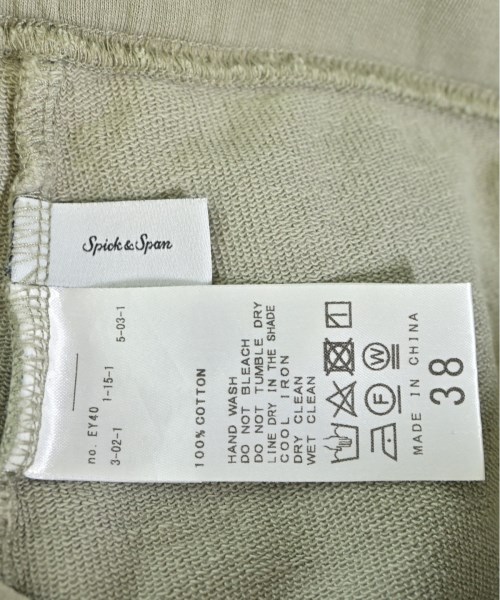 Spick & Span
no. EY40
3-02-1 1-15-1 5-03-1
100% COTTON
HAND WASH
DO NOT BLEACH
DO NOT TUMBLE DRY
LINE DRY IN THE SHADE
COOL IRON
DRY CLEAN
WET CLEAN
F W
MADE IN CHINA
38